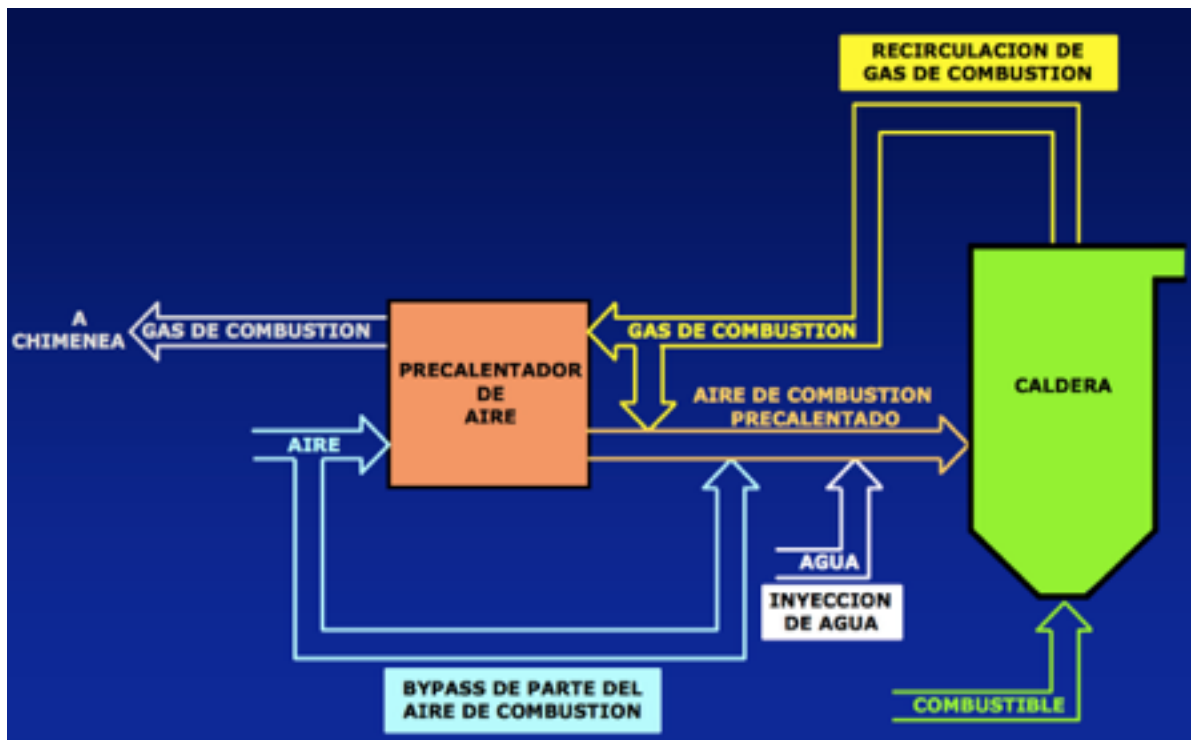 RECIRCULACION DE
GAS DE COMBUSTION
A
CHIMENEA
GAS DE COMBUSTION
GAS DE COMBUSTION
PRECALENTADOR
DE
AIRE
AIRE DE COMBUSTION
PRECALENTADO
CALDERA
AIRE
AGUA
INYECCION
DE AGUA
BYPASS DE PARTE DEL
AIRE DE COMBUSTION
COMBUSTIBLE